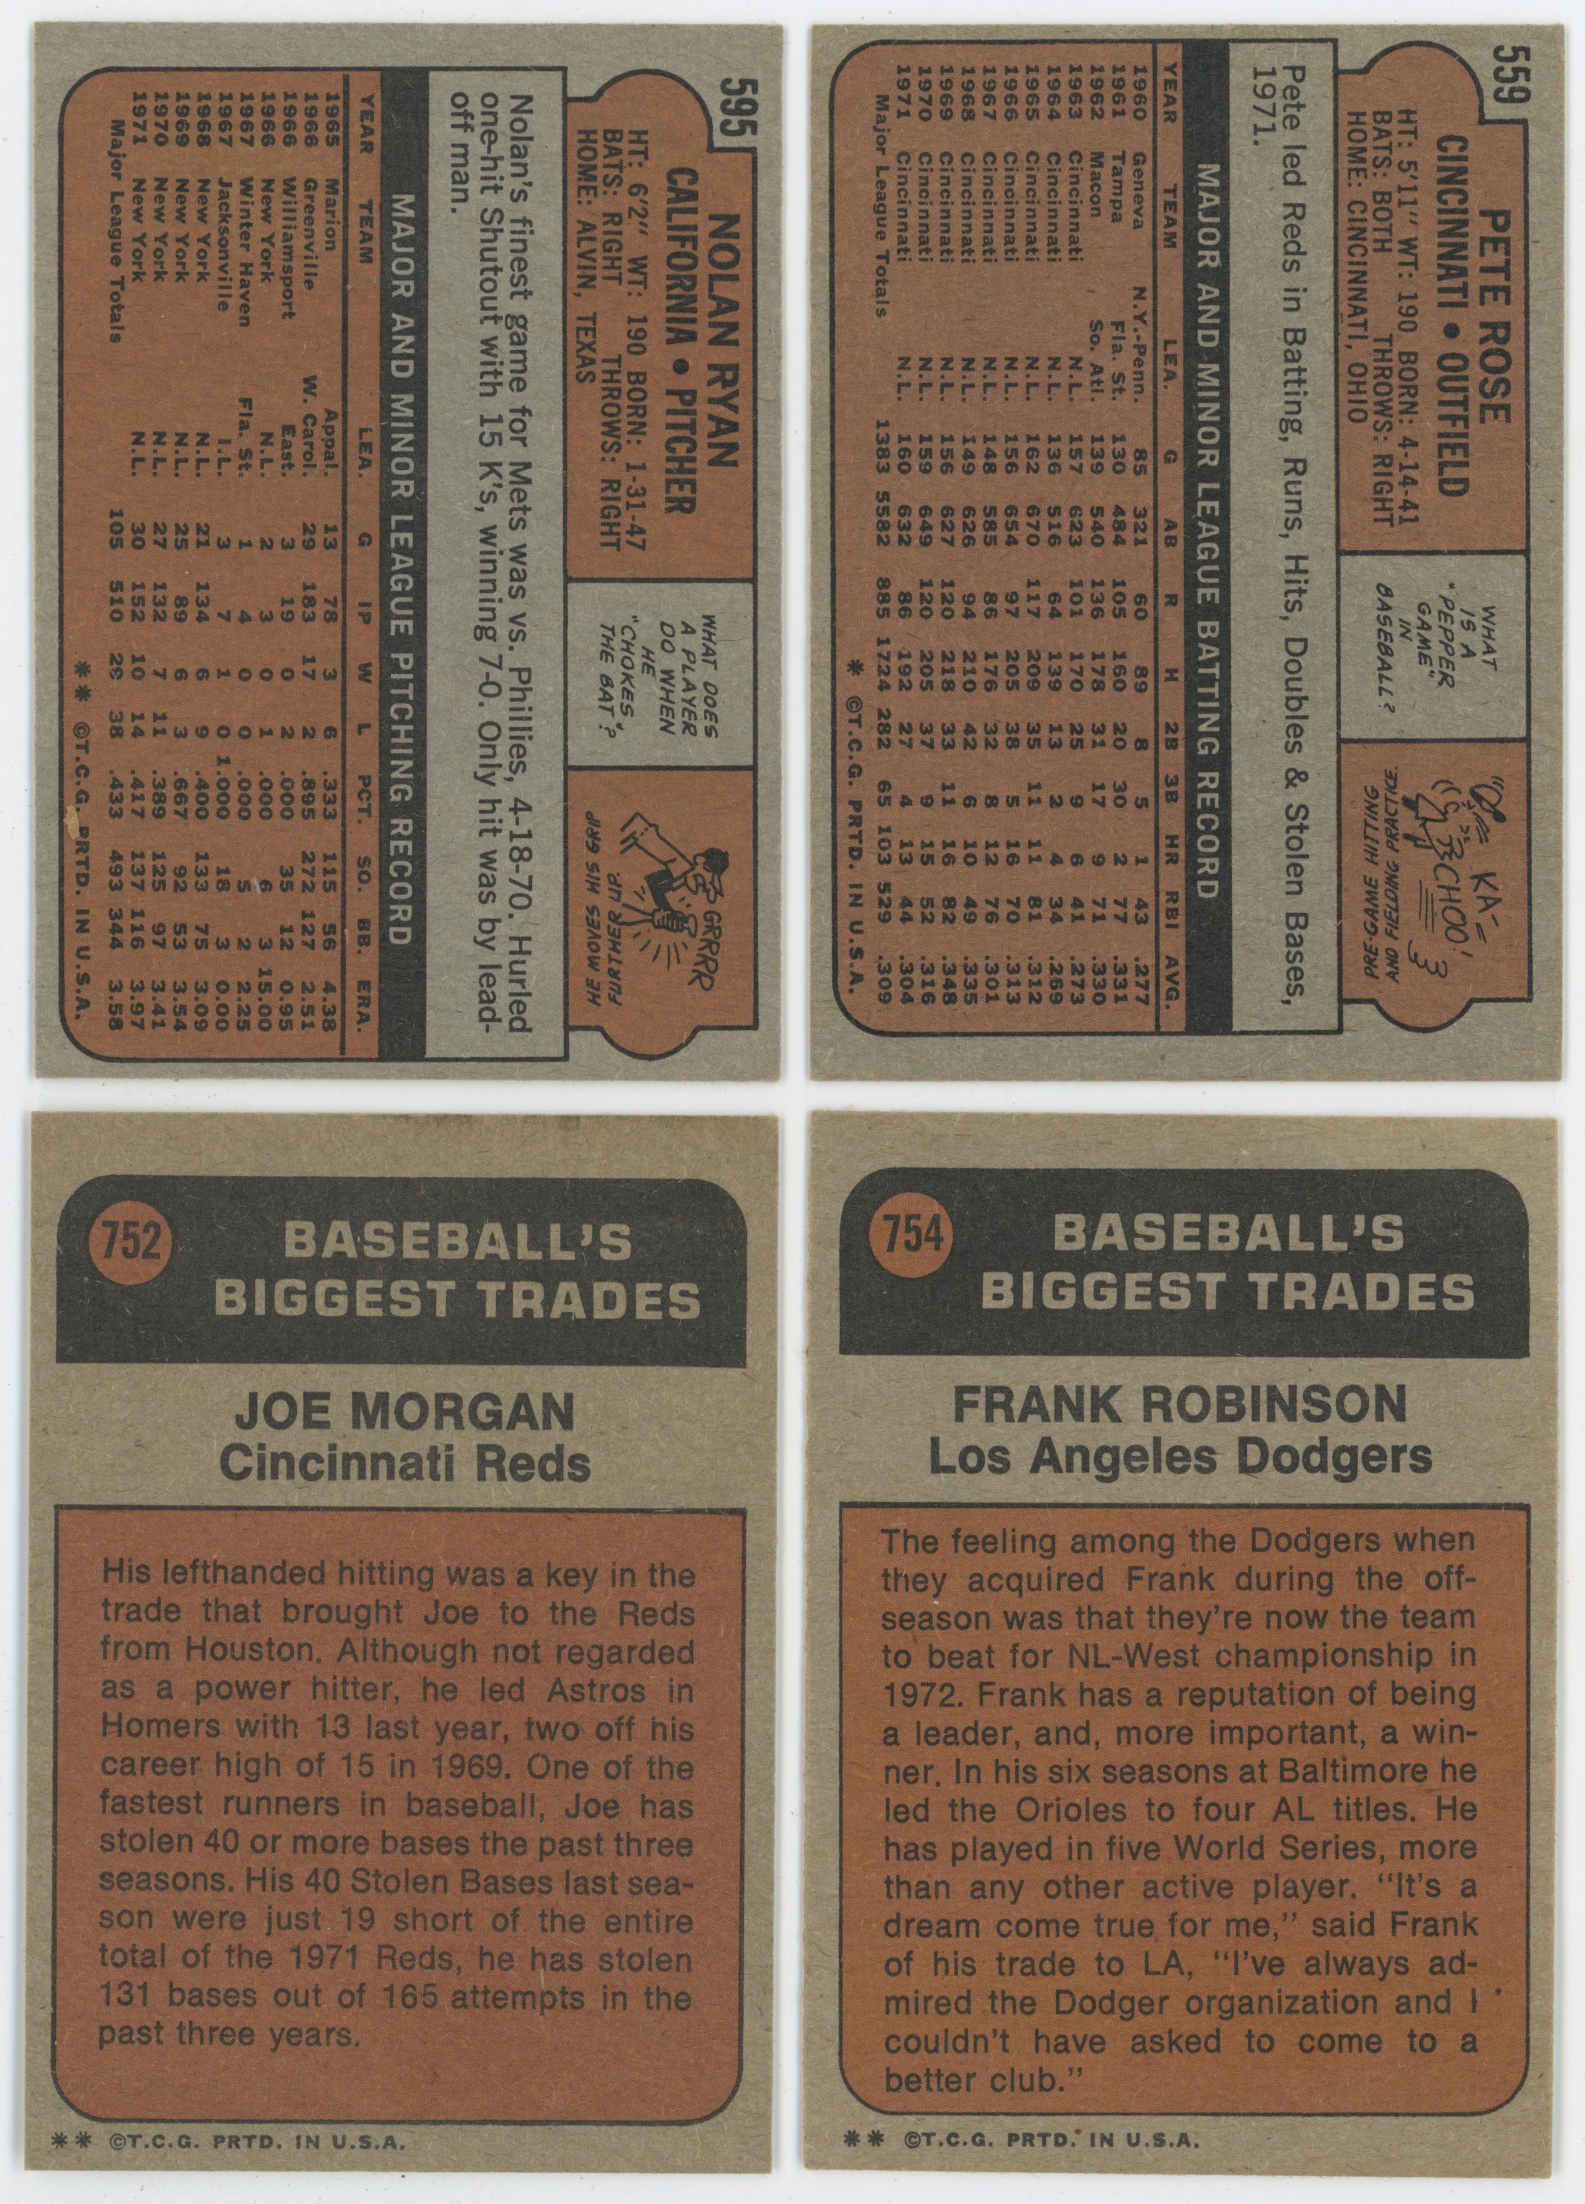 595
NOLAN RYAN
CALIFORNIA • PITCHER
HT: 6'2" WT: 190 BORN: 1-31-47
BATS: RIGHT THROWS: RIGHT
HOME: ALVIN, TEXAS
WHAT DOES
A PLAYER
DO WHEN
HE
"CHOKES"
THE BAT?
GRRRR
HE MOVES HIS GRIP
FURTHER UP.
Nolan's finest game for Mets was vs. Phillies, 4-18-70. Hurled
one-hit Shutout with 15 K's, winning 7-0. Only hit was by lead-
off man.
MAJOR AND MINOR LEAGUE PITCHING RECORD
YEAR TEAM LEA. G IP W L PCT. SO. BB. ERA.
1965 Marion Appal. 13 78 3 6 .333 115 56 4.38
1966 Greenville W. Carol. 29 183 17 2 .895 272 127 2.51
1966 Williamsport East. 3 19 0 2 .000 35 12 0.95
1966 New York N.L. 2 3 0 1 .000 6 3 15.00
1967 Winter Haven Fla. St. 1 4 0 0 .000 5 2 2.25
1967 Jacksonville I.L. 3 7 1 0 1.000 18 3 0.00
1968 New York N.L. 21 134 6 9 .400 133 75 3.09
1969 New York N.L. 25 89 6 3 .667 92 53 3.54
1970 New York N.L. 27 132 7 11 .389 125 97 3.41
1971 New York N.L. 30 152 10 14 .417 137 116 3.97
Major League Totals 105 510 29 38 .433 493 344 3.58
** ©T.C.G. PRTD. IN U.S.A.
559
PETE ROSE
CINCINNATI • OUTFIELD
HT: 5'11" WT: 190 BORN: 4-14-41
BATS: BOTH THROWS: RIGHT
HOME: CINCINNATI, OHIO
WHAT
IS A
"PEPPER
GAME"
IN
BASEBALL?
KA-
CHOO!
PRE-GAME HITTING
AND FIELDING PRACTICE.
Pete led Reds in Batting, Runs, Hits, Doubles & Stolen Bases,
1971.
MAJOR AND MINOR LEAGUE BATTING RECORD
YEAR TEAM LEA. G AB R H 2B 3B HR RBI AVG.
1960 Geneva N.Y.-Penn. 85 321 60 89 8 5 1 43 .277
1961 Tampa Fla. St. 130 484 105 160 20 30 2 77 .331
1962 Macon So. Atl. 139 540 136 178 31 17 9 71 .330
1963 Cincinnati N.L. 157 623 101 170 25 9 6 41 .273
1964 Cincinnati N.L. 136 516 64 139 13 2 4 34 .269
1965 Cincinnati N.L. 162 670 117 209 35 11 11 81 .312
1966 Cincinnati N.L. 156 654 97 205 38 5 16 70 .313
1967 Cincinnati N.L. 148 585 86 176 32 8 12 76 .301
1968 Cincinnati N.L. 149 626 94 210 42 6 10 49 .335
1969 Cincinnati N.L. 156 627 120 218 33 11 16 82 .348
1970 Cincinnati N.L. 159 649 120 205 37 9 15 52 .316
1971 Cincinnati N.L. 160 632 86 192 27 4 13 44 .304
Major League Totals 1383 5582 885 1724 282 65 103 529 .309
* ©T.C.G. PRTD. IN U.S.A.
752
BASEBALL'S
BIGGEST TRADES
JOE MORGAN
Cincinnati Reds
His lefthanded hitting was a key in the
trade that brought Joe to the Reds
from Houston. Although not regarded
as a power hitter, he led Astros in
Homers with 13 last year, two off his
career high of 15 in 1969. One of the
fastest runners in baseball, Joe has
stolen 40 or more bases the past three
seasons. His 40 Stolen Bases last sea-
son were just 19 short of the entire
total of the 1971 Reds, he has stolen
131 bases out of 165 attempts in the
past three years.
** ©T.C.G. PRTD. IN U.S.A.
754
BASEBALL'S
BIGGEST TRADES
FRANK ROBINSON
Los Angeles Dodgers
The feeling among the Dodgers when
they acquired Frank during the off-
season was that they're now the team
to beat for NL-West championship in
1972. Frank has a reputation of being
a leader, and, more important, a win-
ner. In his six seasons at Baltimore he
led the Orioles to four AL titles. He
has played in five World Series, more
than any other active player. "It's a
dream come true for me," said Frank
of his trade to LA, "I've always ad-
mired the Dodger organization and I
couldn't have asked to come to a
better club."
** ©T.C.G. PRTD. IN U.S.A.